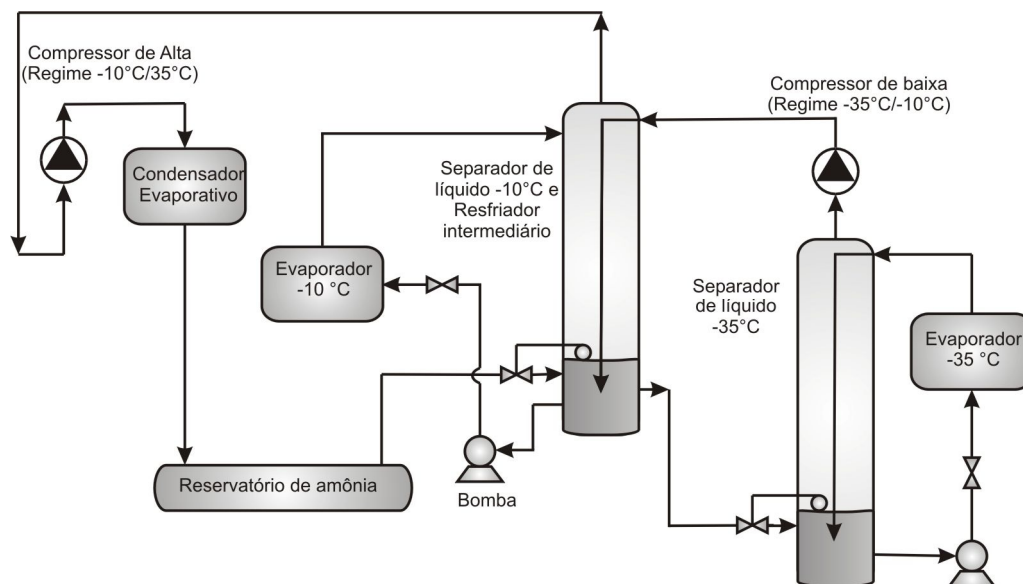 Compressor de Alta
(Regime -10°C/35°C)
Condensador
Evaporativo
Compressor de baixa
(Regime -35°C/-10°C)
Separador de
líquido -10°C e
Resfriador
intermediário
Evaporador
-10 °C
Separador
de líquido
-35°C
Evaporador
-35 °C
Reservatório de amônia
Bomba